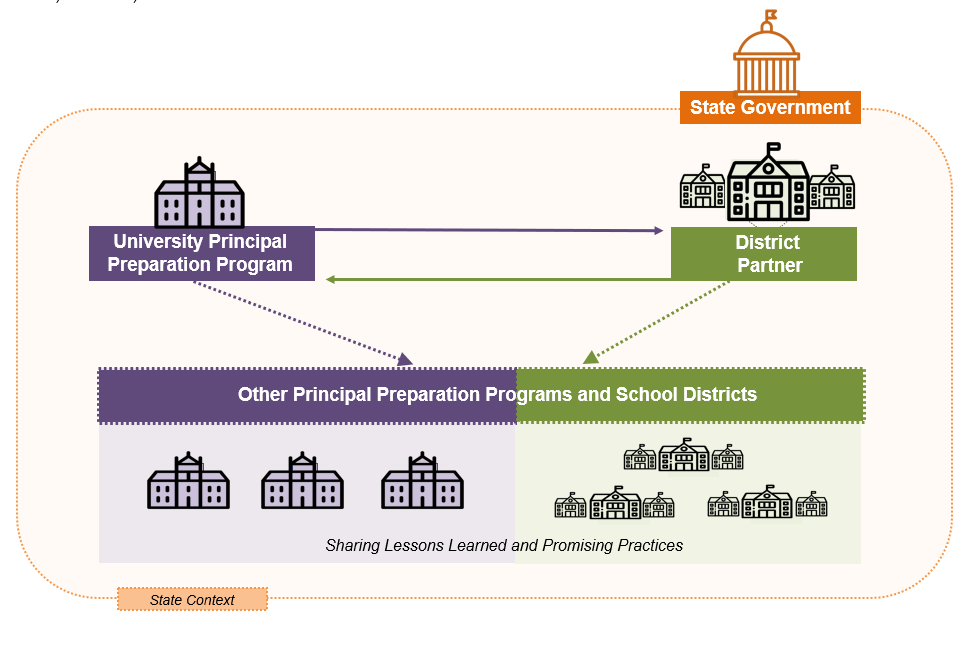 State Government
University Principal
Preparation Program
District
Partner
Other Principal Preparation Programs and School Districts
Sharing Lessons Learned and Promising Practices
State Context